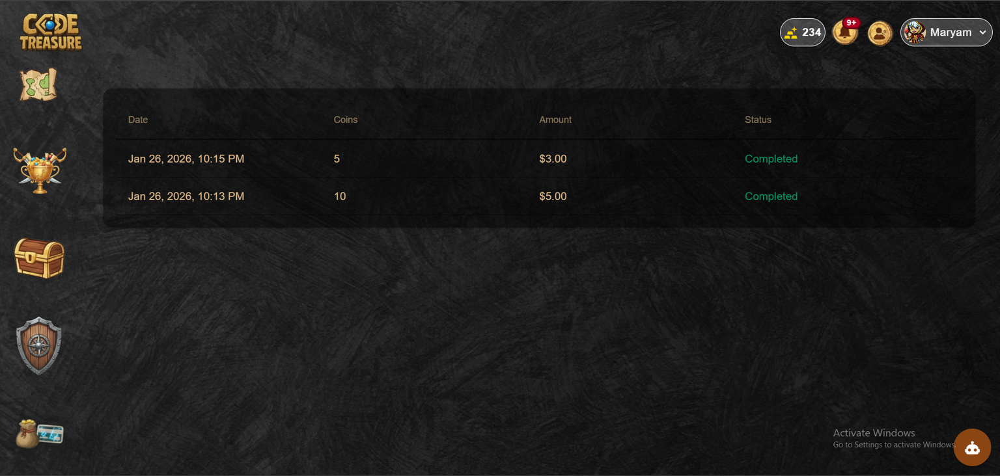 CODE
TREASURE
234
9+
Maryam
Date Coins Amount Status
Jan 26, 2026, 10:15 PM 5 $3.00 Completed
Jan 26, 2026, 10:13 PM 10 $5.00 Completed
Activate Windows
Go to Settings to activate Windows.